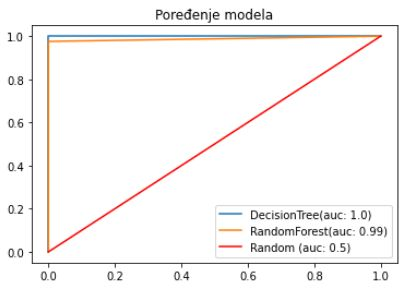 Poređenje modela
1.0
0.8
0.6
0.4
0.2
0.0
0.0 0.2 0.4 0.6 0.8 1.0
DecisionTree(auc: 1.0)
RandomForest(auc: 0.99)
Random (auc: 0.5)